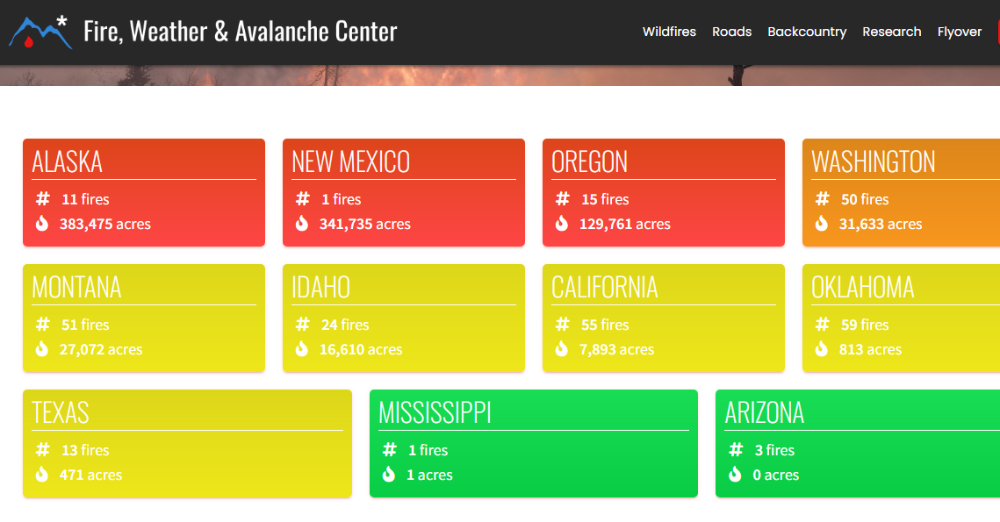 Fire, Weather & Avalanche Center
Wildfires Roads Backcountry Research Flyover
ALASKA NEW MEXICO OREGON WASHINGTON
# 11 fires # 1 fires # 15 fires # 50 fires
383,475 acres 341,735 acres 129,761 acres 31,633 acres
MONTANA IDAHO CALIFORNIA OKLAHOMA
# 51 fires # 24 fires # 55 fires # 59 fires
27,072 acres 16,610 acres 7,893 acres 813 acres
TEXAS MISSISSIPPI ARIZONA
# 13 fires # 1 fires # 3 fires
471 acres 1 acres 0 acres